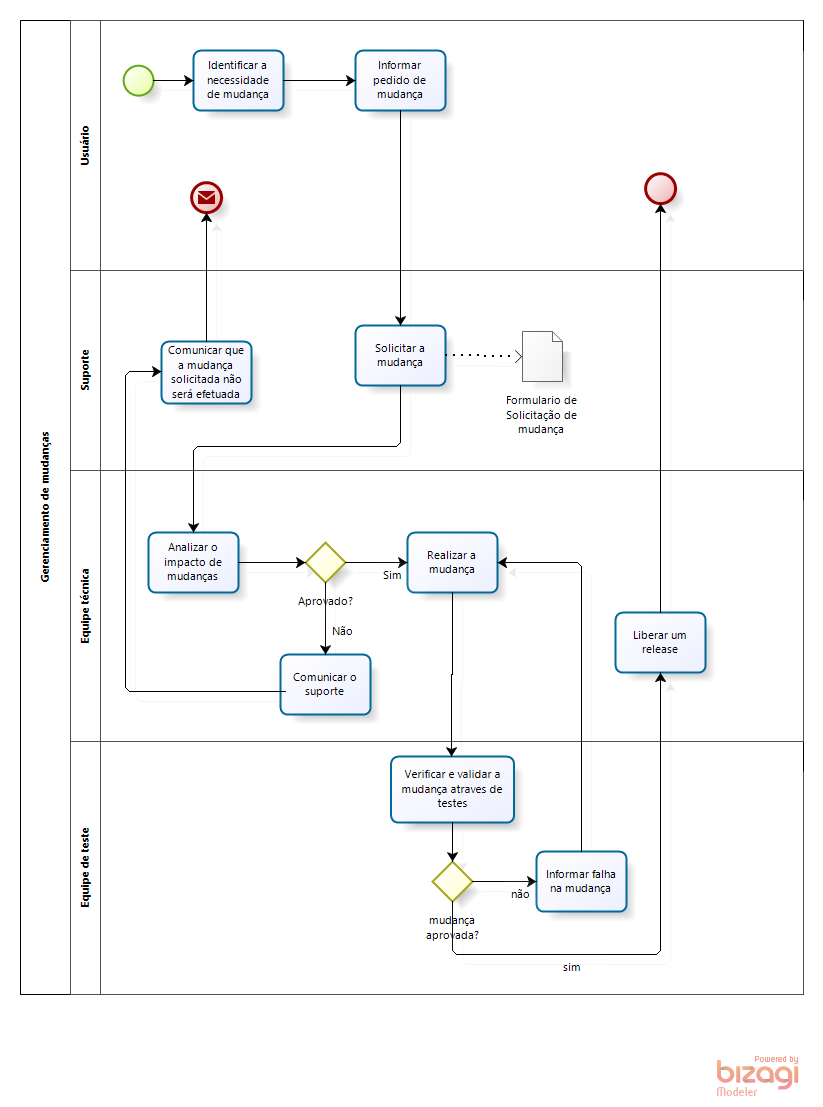 Gerenciamento de mudanças
Usuário
Identificar a
necessidade
de mudança
Informar
pedido de
mudança
Suporte
Comunicar que
a mudança
solicitada não
será efetuada
Solicitar a
mudança
Formulario de
Solicitação de
mudança
Equipe técnica
Analizar o
impacto de
mudanças
Aprovado?
Sim
Não
Realizar a
mudança
Comunicar o
suporte
Liberar um
release
Equipe de teste
Verificar e validar a
mudança atraves de
testes
mudança
aprovada?
não
Informar falha
na mudança
sim
Powered by
bizagi
Modeler